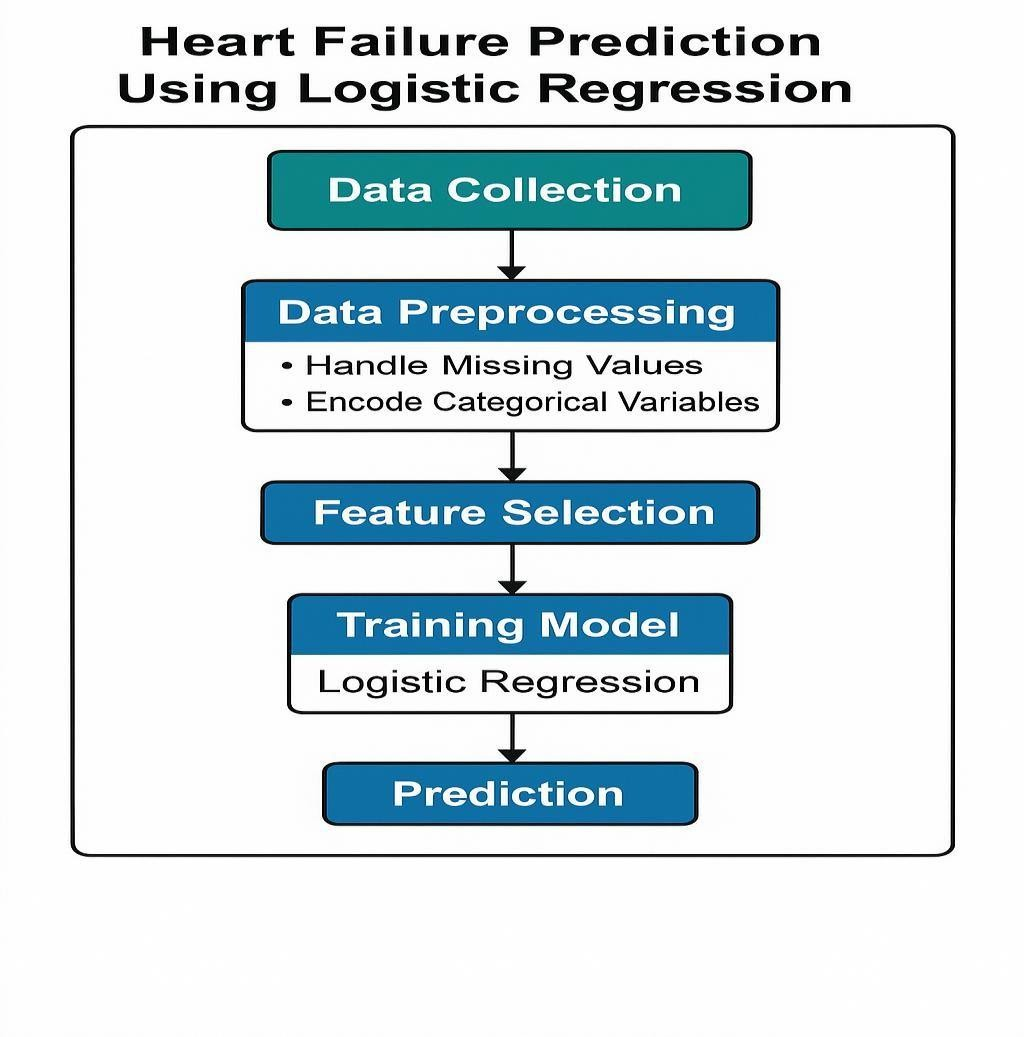 Heart Failure Prediction
Using Logistic Regression
Data Collection
Data Preprocessing
• Handle Missing Values
• Encode Categorical Variables
Feature Selection
Training Model
Logistic Regression
Prediction